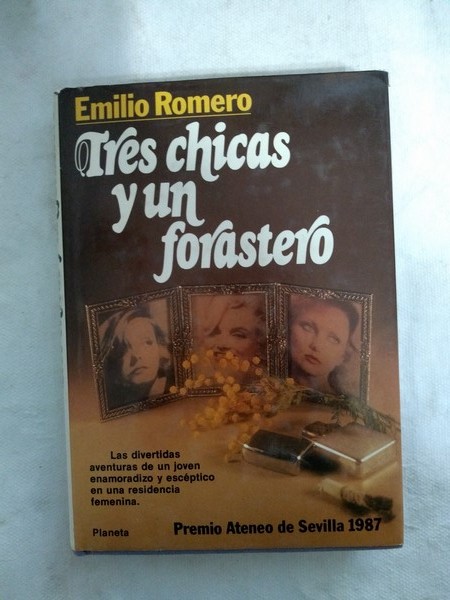 Emilio Romero
Tres chicas
y un
forastero
Las divertidas
aventuras de un joven
enamoradizo y escéptico
en una residencia
femenina.
Planeta
Premio Ateneo de Sevilla 1987